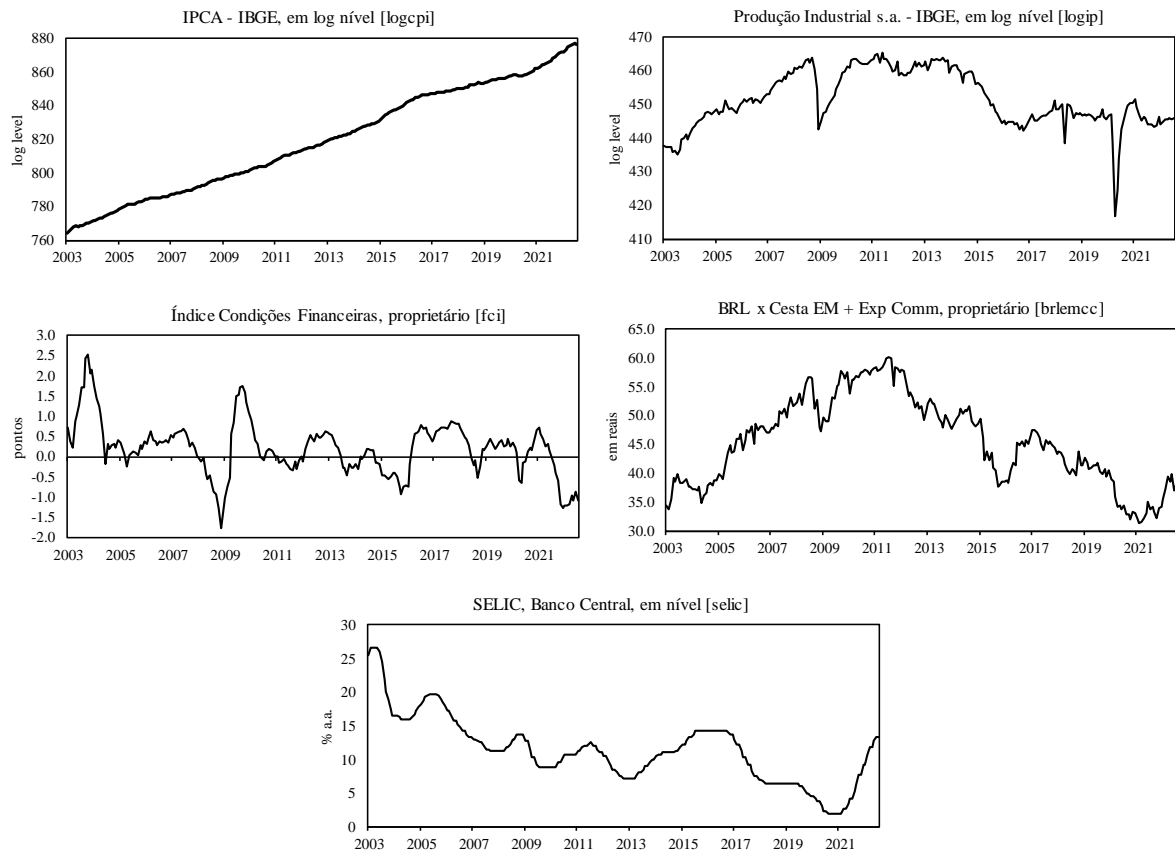 IPCA - IBGE, em log nível [logcpi]
880
860
840
820
800
780
760
log level
2003 2005 2007 2009 2011 2013 2015 2017 2019 2021
Produção Industrial s.a. - IBGE, em log nível [logip]
470
460
450
440
430
420
410
log level
2003 2005 2007 2009 2011 2013 2015 2017 2019 2021
Índice Condições Financeiras, proprietário [fci]
3.0
2.5
2.0
1.5
1.0
0.5
0.0
-0.5
-1.0
-1.5
-2.0
pontos
2003 2005 2007 2009 2011 2013 2015 2017 2019 2021
BRL x Cesta EM + Exp Comm, proprietário [brlemcc]
65.0
60.0
55.0
50.0
45.0
40.0
35.0
30.0
em reais
2003 2005 2007 2009 2011 2013 2015 2017 2019 2021
SELIC, Banco Central, em nível [selic]
30
25
20
15
10
5
0
% a.a.
2003 2005 2007 2009 2011 2013 2015 2017 2019 2021